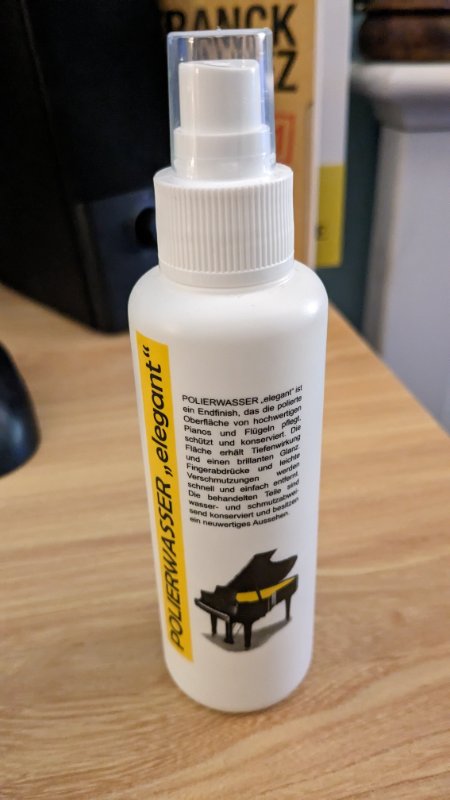 RANCK
Z
POLIERWASSER „elegant“
POLIERWASSER „elegant“ ist
ein Endfinish, das die polierte
Oberfläche von hochwertigen
Pianos und Flügeln pflegt,
schützt und konserviert. Die
Fläche erhält Tiefenwirkung
und einen brillanten Glanz.
Fingerabdrücke und leichte
Verschmutzungen werden
schnell und einfach entfernt.
Die behandelten Teile sind
wasser- und schmutzabwei-
send konserviert und besitzen
ein neuwertiges Aussehen.